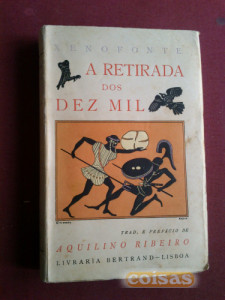 XENOFONTE
A RETIRADA
DOS
DEZ MIL
TRAD. E PREFÁCIO DE
AQUILINO RIBEIRO
LIVRARIA BERTRAND—LISBOA
coisas